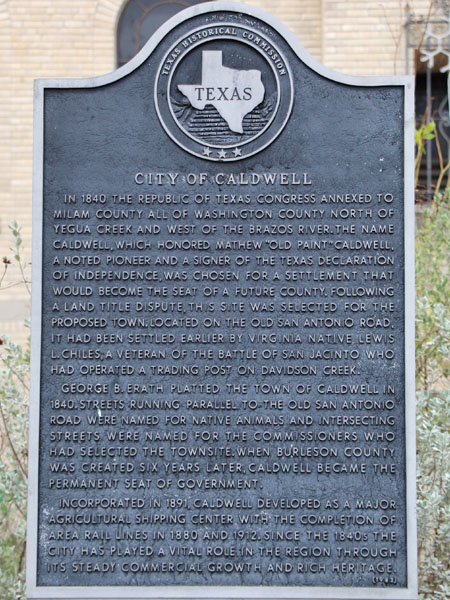 TEXAS HISTORICAL COMMISSION
TEXAS
CITY OF CALDWELL
IN 1840 THE REPUBLIC OF TEXAS CONGRESS ANNEXED TO
MILAM COUNTY ALL OF WASHINGTON COUNTY NORTH OF
YEGUA CREEK AND WEST OF THE BRAZOS RIVER. THE NAME
CALDWELL, WHICH HONORED MATHEW "OLD PAINT" CALDWELL,
A NOTED PIONEER AND A SIGNER OF THE TEXAS DECLARATION
OF INDEPENDENCE, WAS CHOSEN FOR A SETTLEMENT THAT
WOULD BECOME THE SEAT OF A FUTURE COUNTY. FOLLOWING
A LAND TITLE DISPUTE, THIS SITE WAS SELECTED FOR THE
PROPOSED TOWN. LOCATED ON THE OLD SAN ANTONIO ROAD,
IT HAD BEEN SETTLED EARLIER BY VIRGINIA NATIVE LEWIS
L. CHILES, A VETERAN OF THE BATTLE OF SAN JACINTO WHO
HAD OPERATED A TRADING POST ON DAVIDSON CREEK.
GEORGE B. ERATH PLATTED THE TOWN OF CALDWELL IN
1840. STREETS RUNNING PARALLEL TO THE OLD SAN ANTONIO
ROAD WERE NAMED FOR NATIVE ANIMALS AND INTERSECTING
STREETS WERE NAMED FOR THE COMMISSIONERS WHO
HAD SELECTED THE TOWNSITE. WHEN BURLESON COUNTY
WAS CREATED SIX YEARS LATER, CALDWELL BECAME THE
PERMANENT SEAT OF GOVERNMENT.
INCORPORATED IN 1891, CALDWELL DEVELOPED AS A MAJOR
AGRICULTURAL SHIPPING CENTER WITH THE COMPLETION OF
AREA RAIL LINES IN 1880 AND 1912. SINCE THE 1840s THE
CITY HAS PLAYED A VITAL ROLE IN THE REGION THROUGH
ITS STEADY COMMERCIAL GROWTH AND RICH HERITAGE.